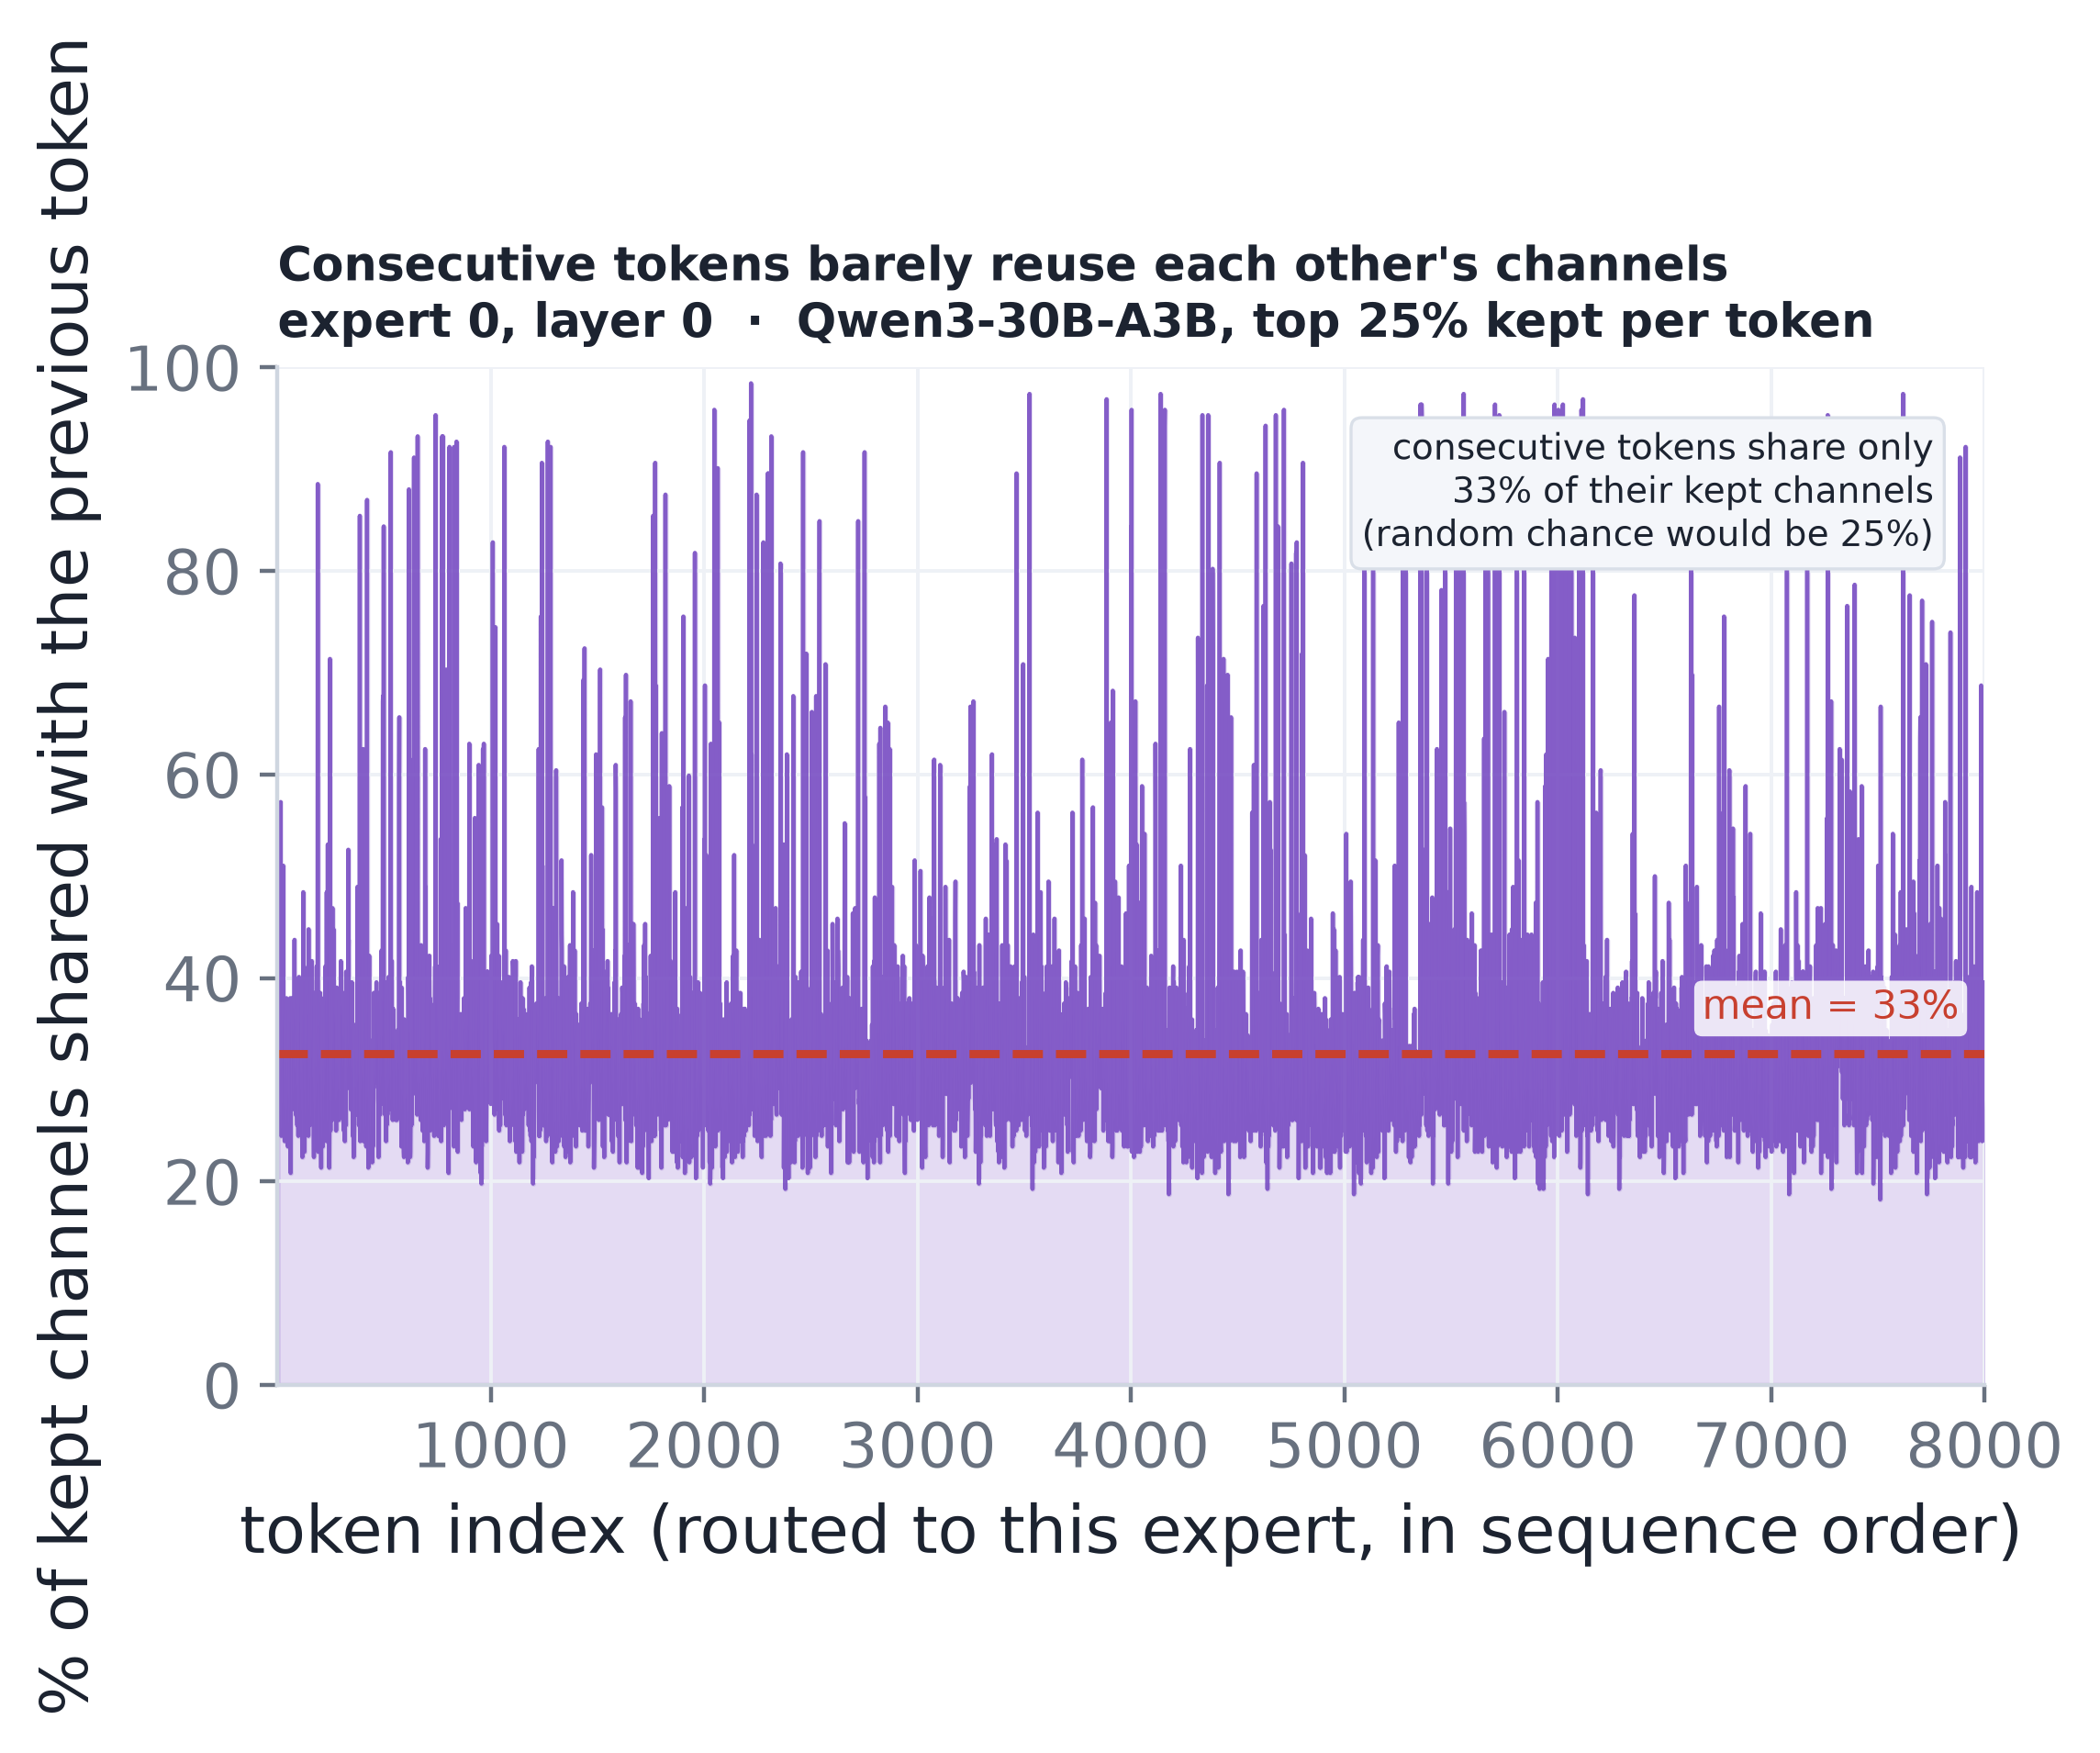 Consecutive tokens barely reuse each other's channels
expert 0, layer 0 · Qwen3-30B-A3B, top 25% kept per token
% of kept channels shared with the previous token
100
80
60
40
20
0
consecutive tokens share only
33% of their kept channels
(random chance would be 25%)
mean = 33%
1000 2000 3000 4000 5000 6000 7000 8000
token index (routed to this expert, in sequence order)